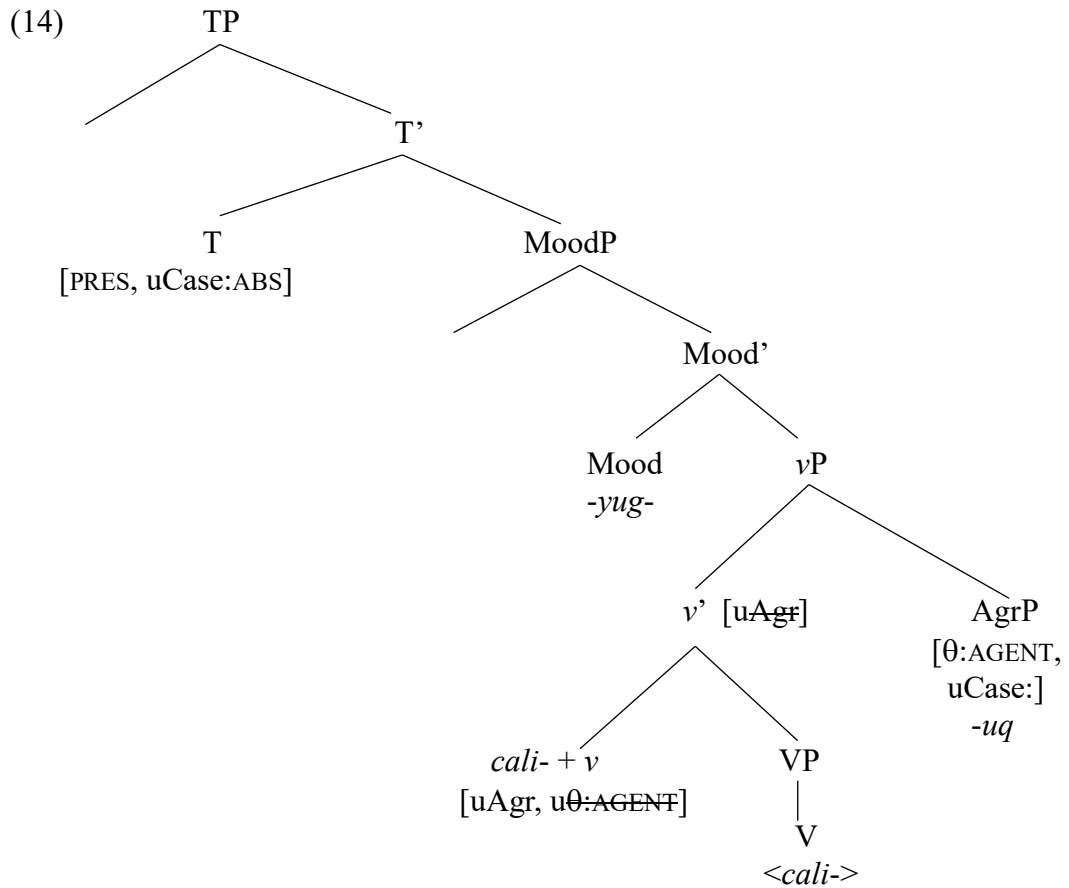 (14) TP
T’
T MoodP
[PRES, uCase:ABS]
Mood’
Mood vP
-yug-
v’ [uAgr] AgrP
[θ:AGENT,
uCase:]
-uq
cali- + v VP
[uAgr, uθ:AGENT]
V
<cali->